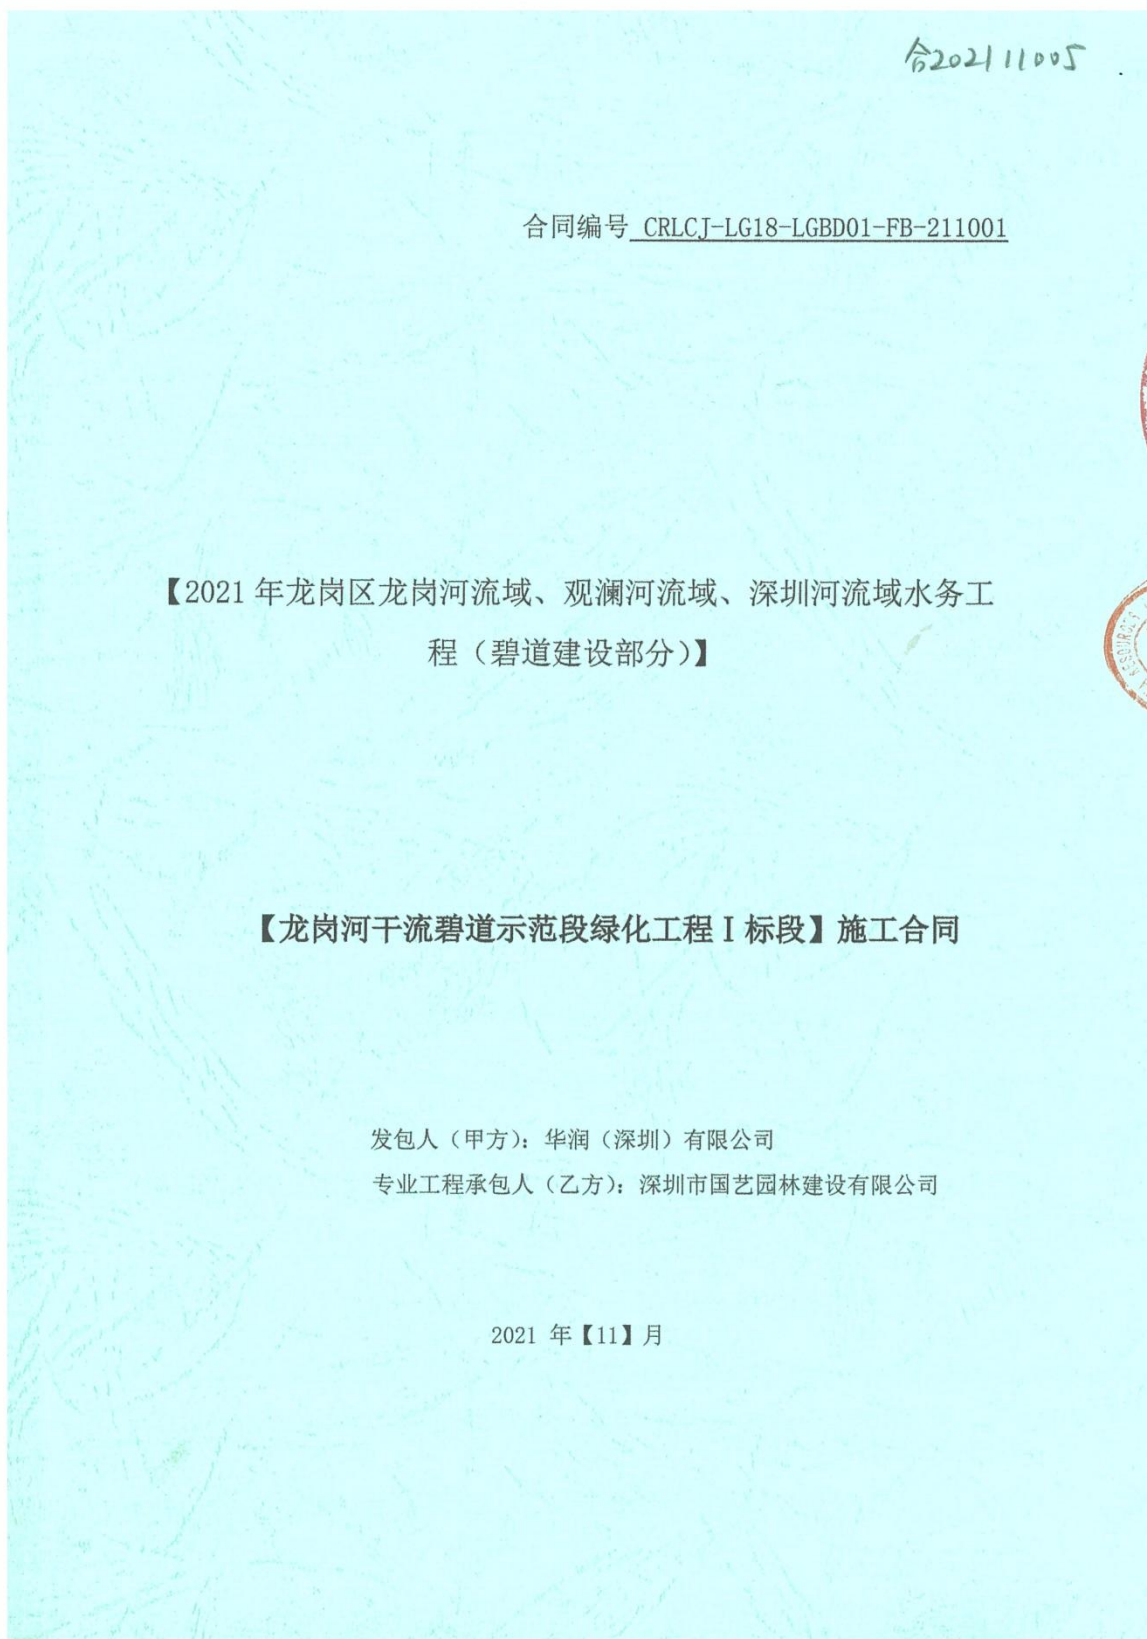 合202111005
合同编号 CRLCJ-LG18-LGBD01-FB-211001
【2021 年龙岗区龙岗河流域、观澜河流域、深圳河流域水务工
程（碧道建设部分）】
【龙岗河干流碧道示范段绿化工程 I 标段】施工合同
发包人（甲方）：华润（深圳）有限公司
专业工程承包人（乙方）：深圳市国艺园林建设有限公司
2021 年【11】月